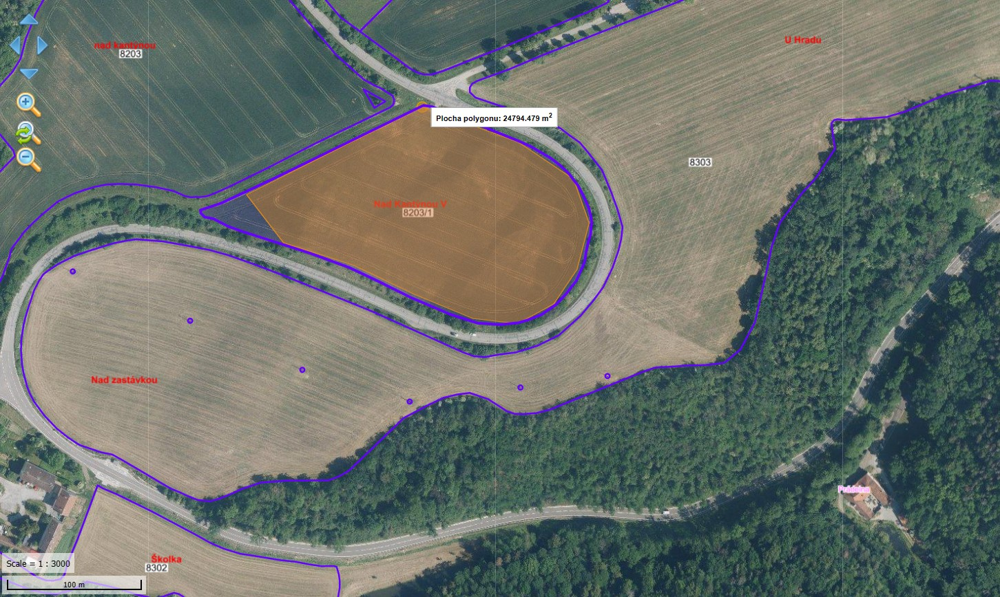 nad kantýnou
8203
U Hradu
Plocha polygonu: 24794.479 m²
8303
Nad Kantýnou V
8203/1
Nad zastávkou
Prádelna
Školka
8302
Scale = 1 : 3000
100 m